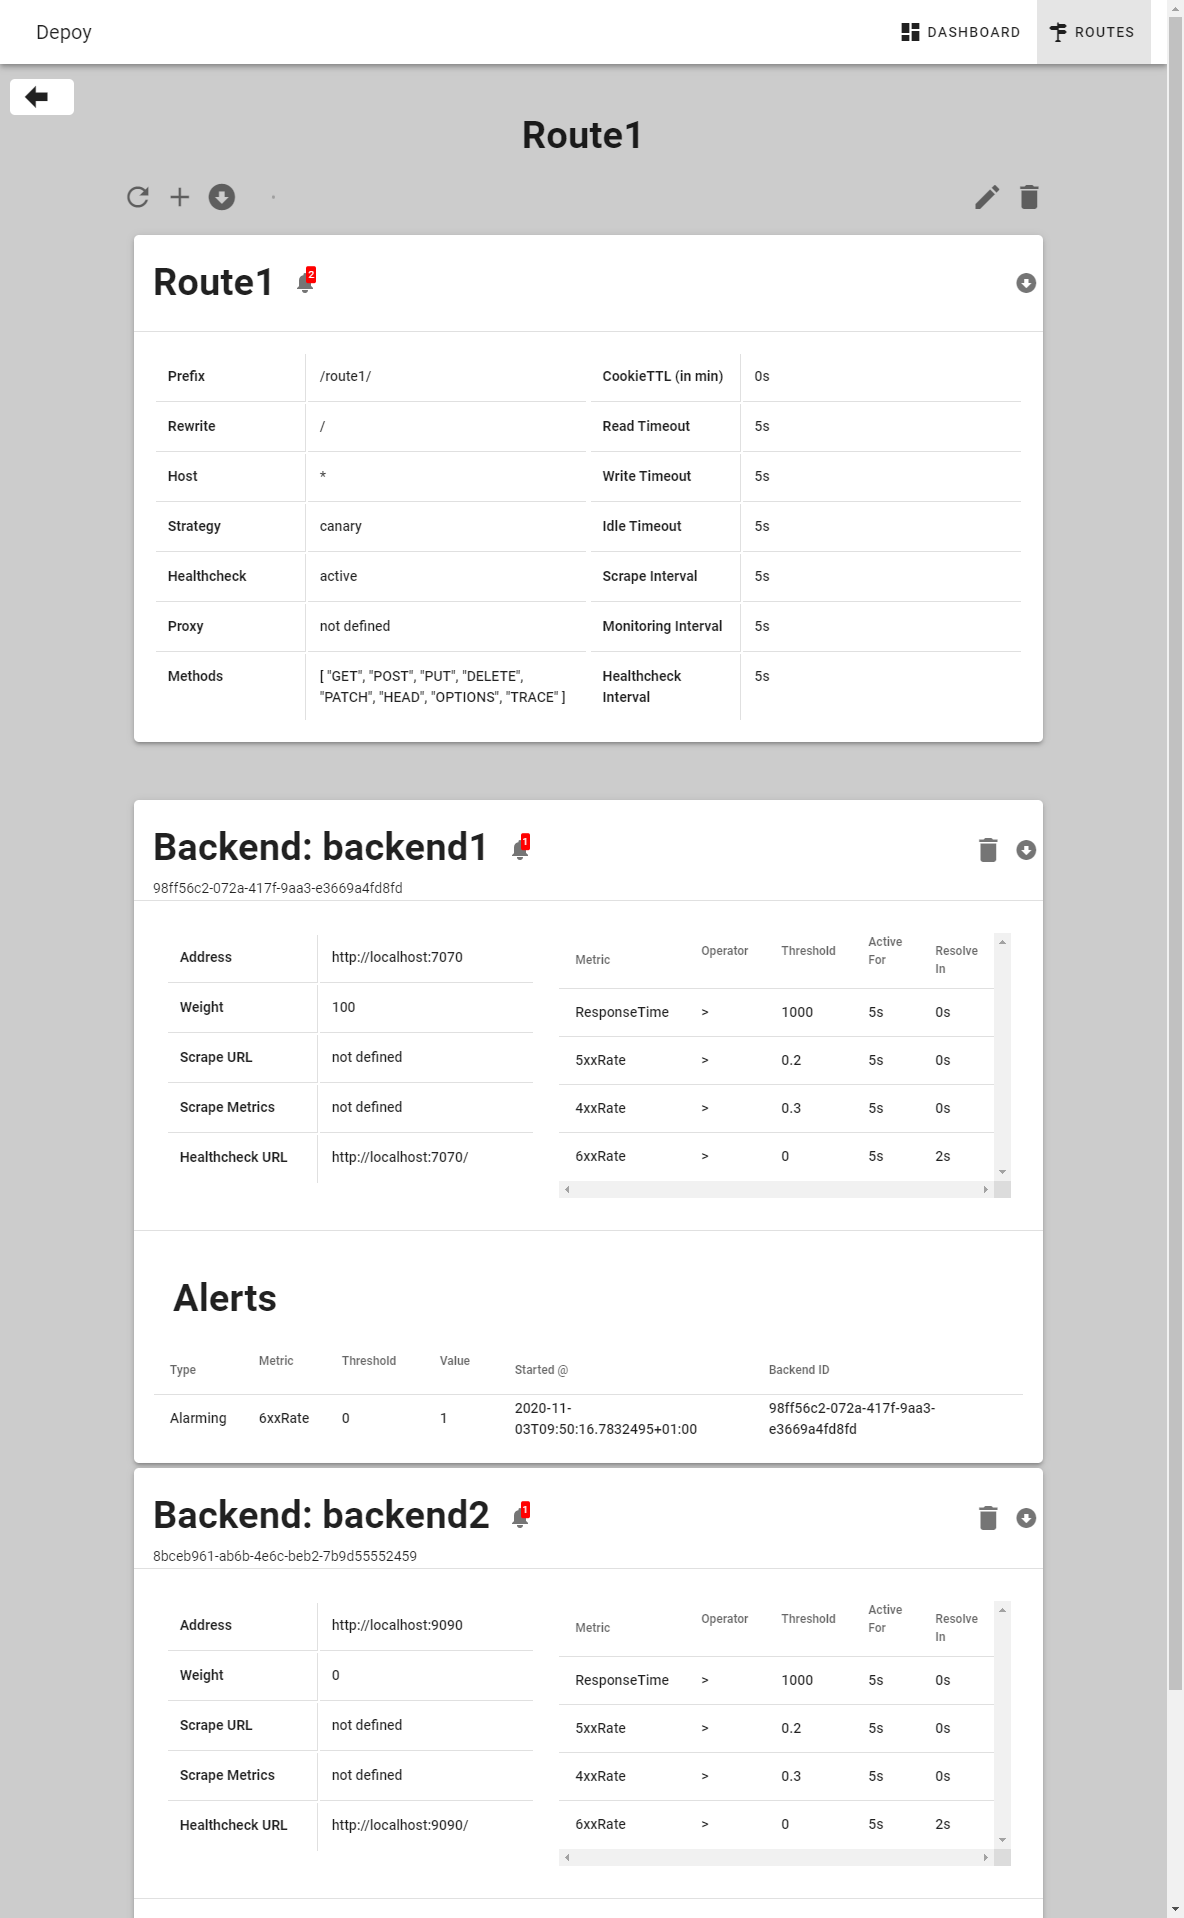 Depoy
DASHBOARD
ROUTES
Route1
Route1
2
Prefix /route1/ CookieTTL (in min) 0s
Rewrite / Read Timeout 5s
Host * Write Timeout 5s
Strategy canary Idle Timeout 5s
Healthcheck active Scrape Interval 5s
Proxy not defined Monitoring Interval 5s
Methods [ "GET", "POST", "PUT", "DELETE", Healthcheck 5s
"PATCH", "HEAD", "OPTIONS", "TRACE" ] Interval
Backend: backend1
1
98ff56c2-072a-417f-9aa3-e3669a4fd8fd
Address http://localhost:7070
Weight 100
Scrape URL not defined
Scrape Metrics not defined
Healthcheck URL http://localhost:7070/
Metric Operator Threshold Active For Resolve In
ResponseTime > 1000 5s 0s
5xxRate > 0.2 5s 0s
4xxRate > 0.3 5s 0s
6xxRate > 0 5s 2s
Alerts
Type Metric Threshold Value Started @ Backend ID
Alarming 6xxRate 0 1 2020-11- 98ff56c2-072a-417f-9aa3-
03T09:50:16.7832495+01:00 e3669a4fd8fd
Backend: backend2
1
8bceb961-ab6b-4e6c-beb2-7b9d55552459
Address http://localhost:9090
Weight 0
Scrape URL not defined
Scrape Metrics not defined
Healthcheck URL http://localhost:9090/
Metric Operator Threshold Active For Resolve In
ResponseTime > 1000 5s 0s
5xxRate > 0.2 5s 0s
4xxRate > 0.3 5s 0s
6xxRate > 0 5s 2s